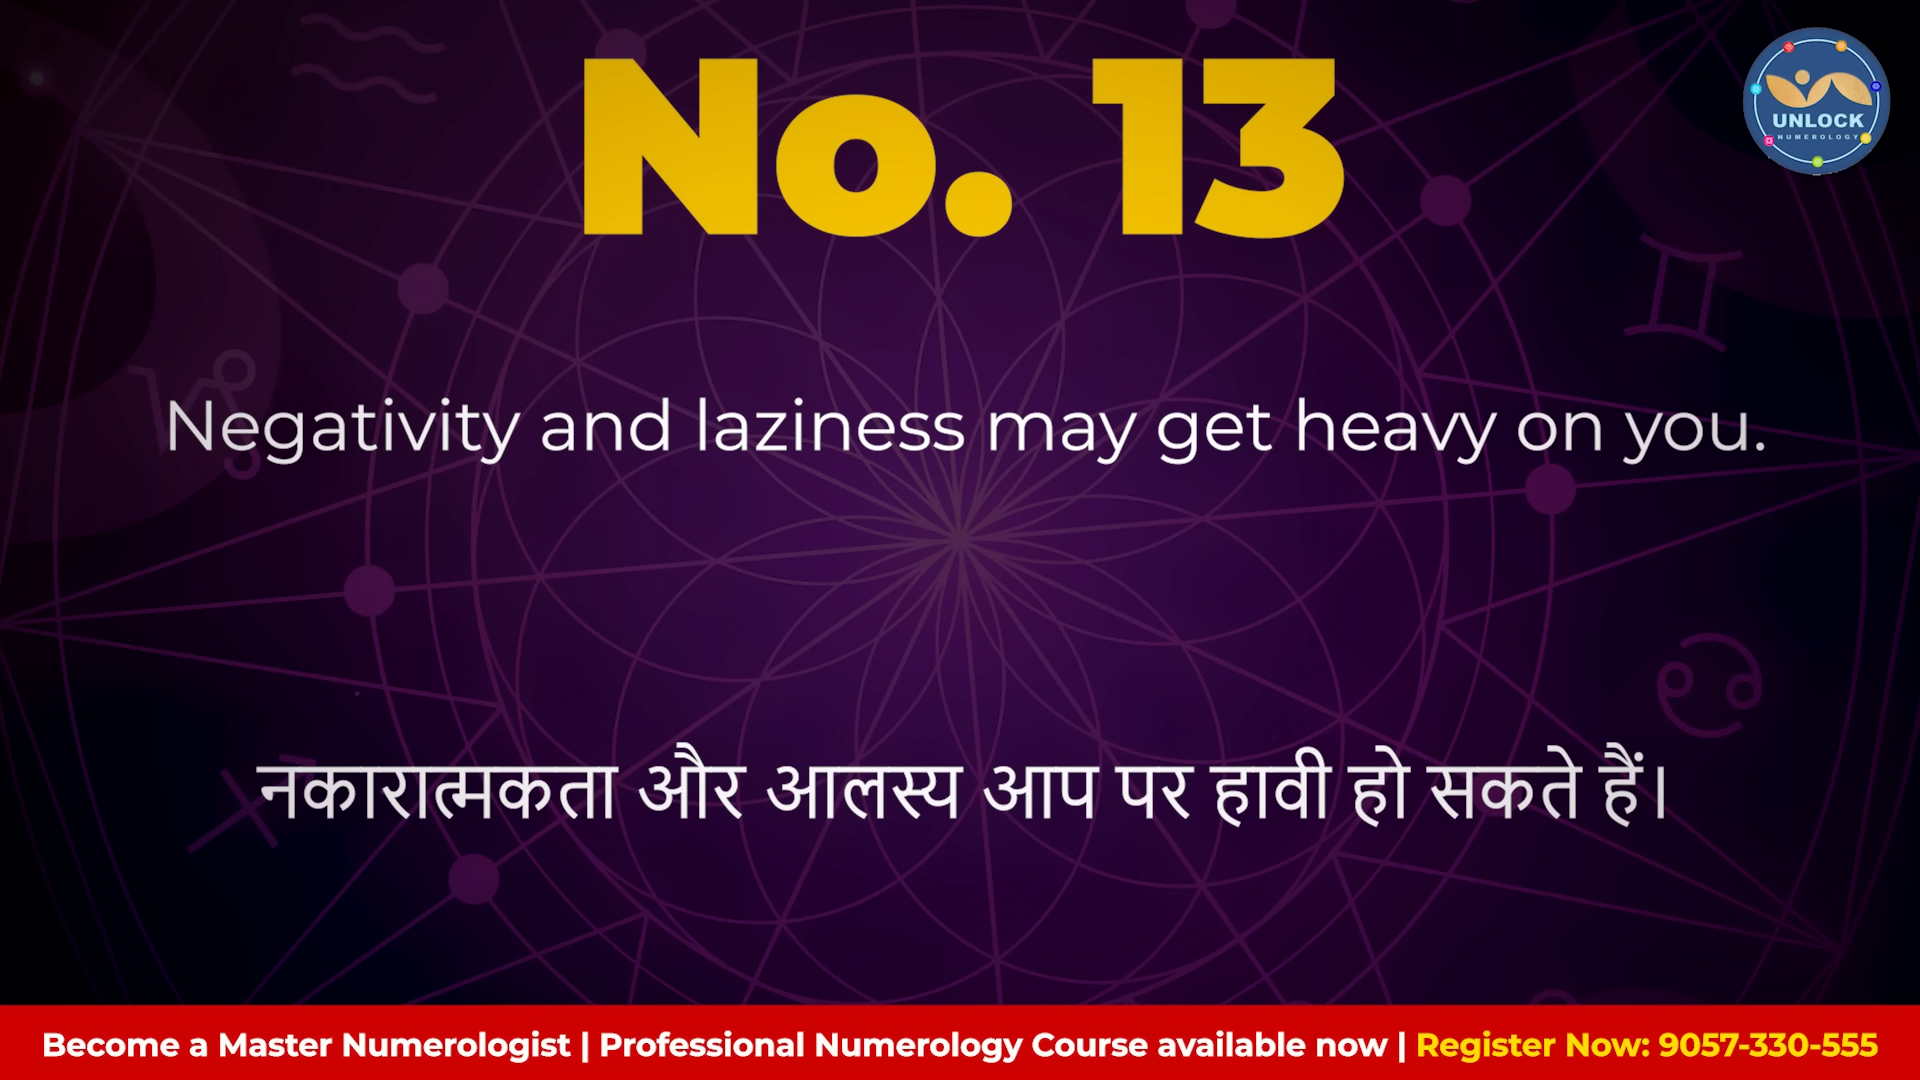 No. 13
UNLOCK
NUMEROLOGY
Negativity and laziness may get heavy on you.
नकारात्मकता और आलस्य आप पर हावी हो सकते हैं।
Become a Master Numerologist | Professional Numerology Course available now | Register Now: 9057-330-555